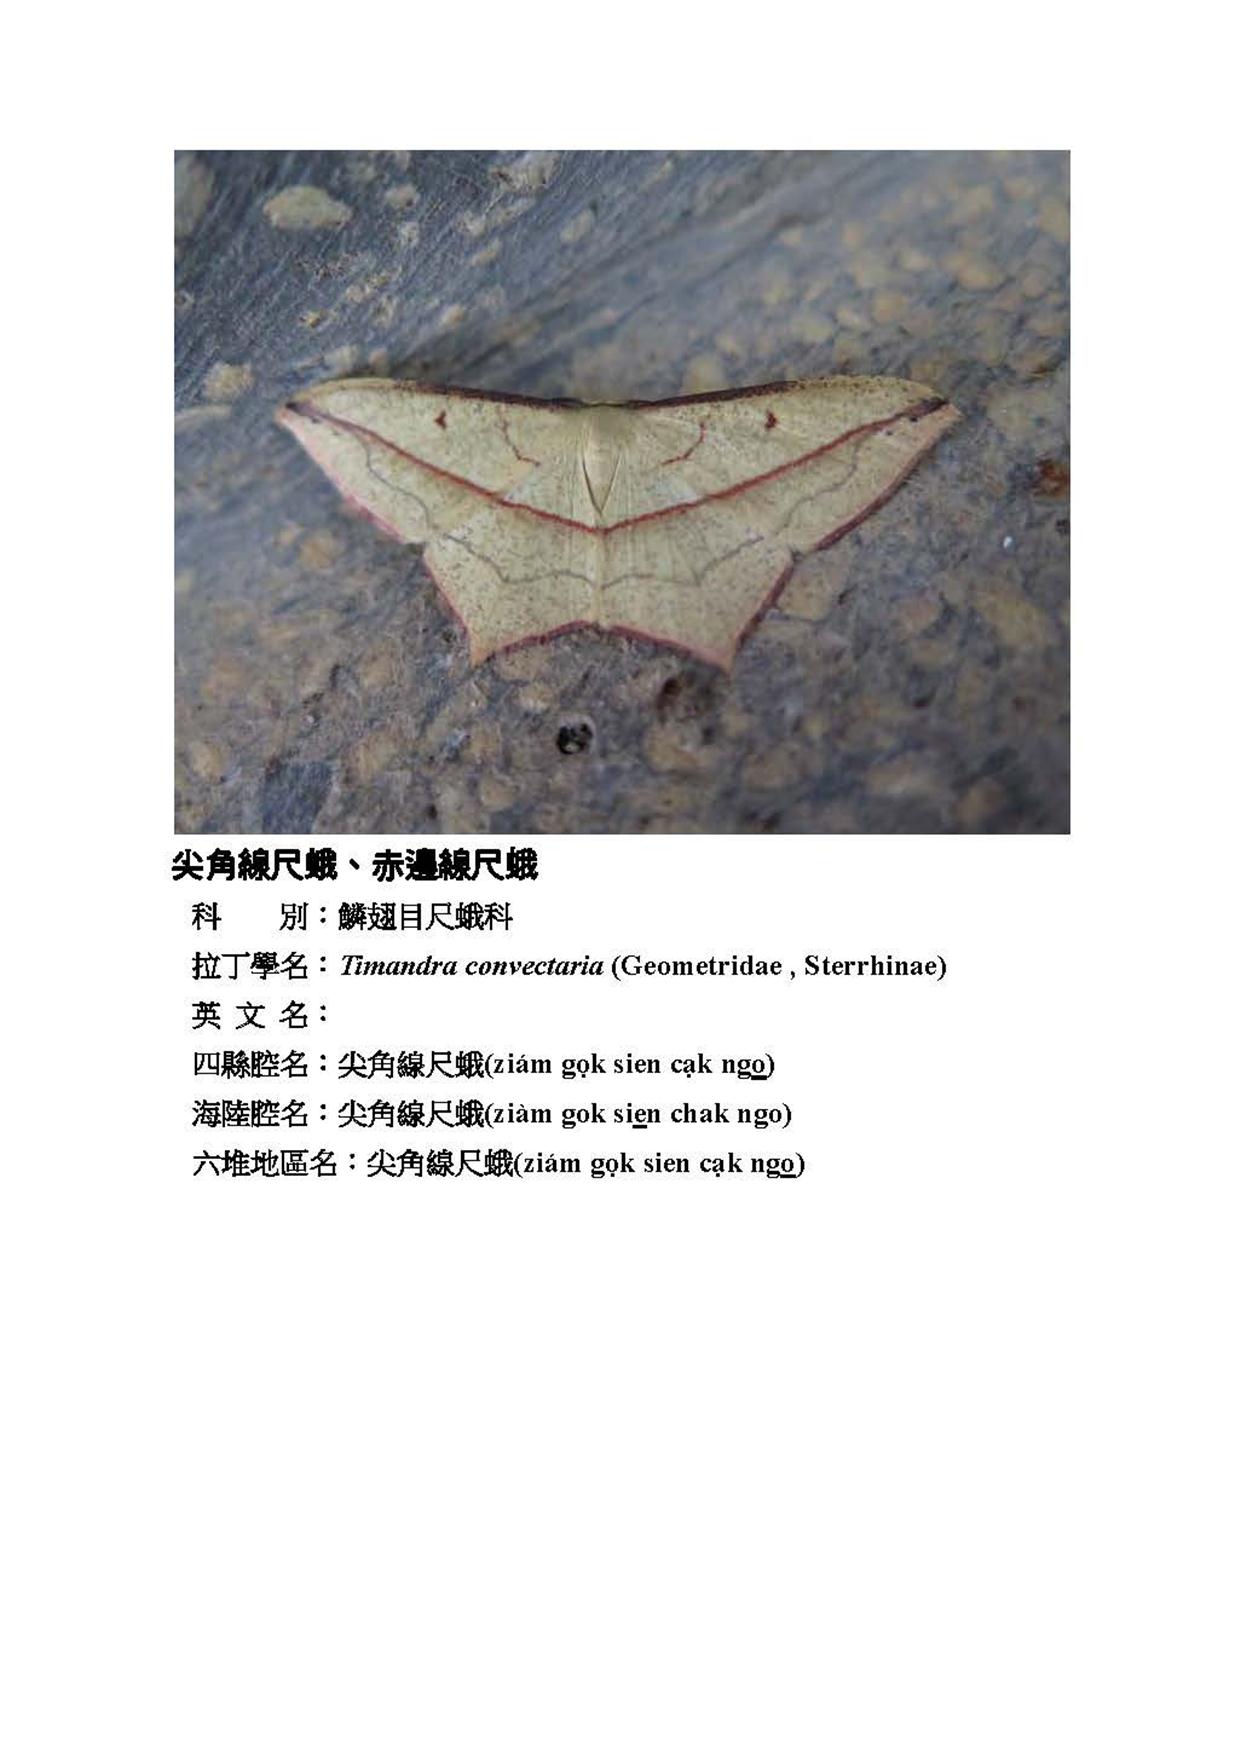 尖角線尺蛾、赤邊線尺蛾
科　　別：鱗翅目尺蛾科
拉丁學名：Timandra convectaria (Geometridae , Sterrhinae)
英 文 名：
四縣腔名：尖角線尺蛾(ziám gọk sien cạk ngo̲)
海陸腔名：尖角線尺蛾(ziàm gok sie̲n chak ngo)
六堆地區名：尖角線尺蛾(ziám gọk sien cạk ngo̲)